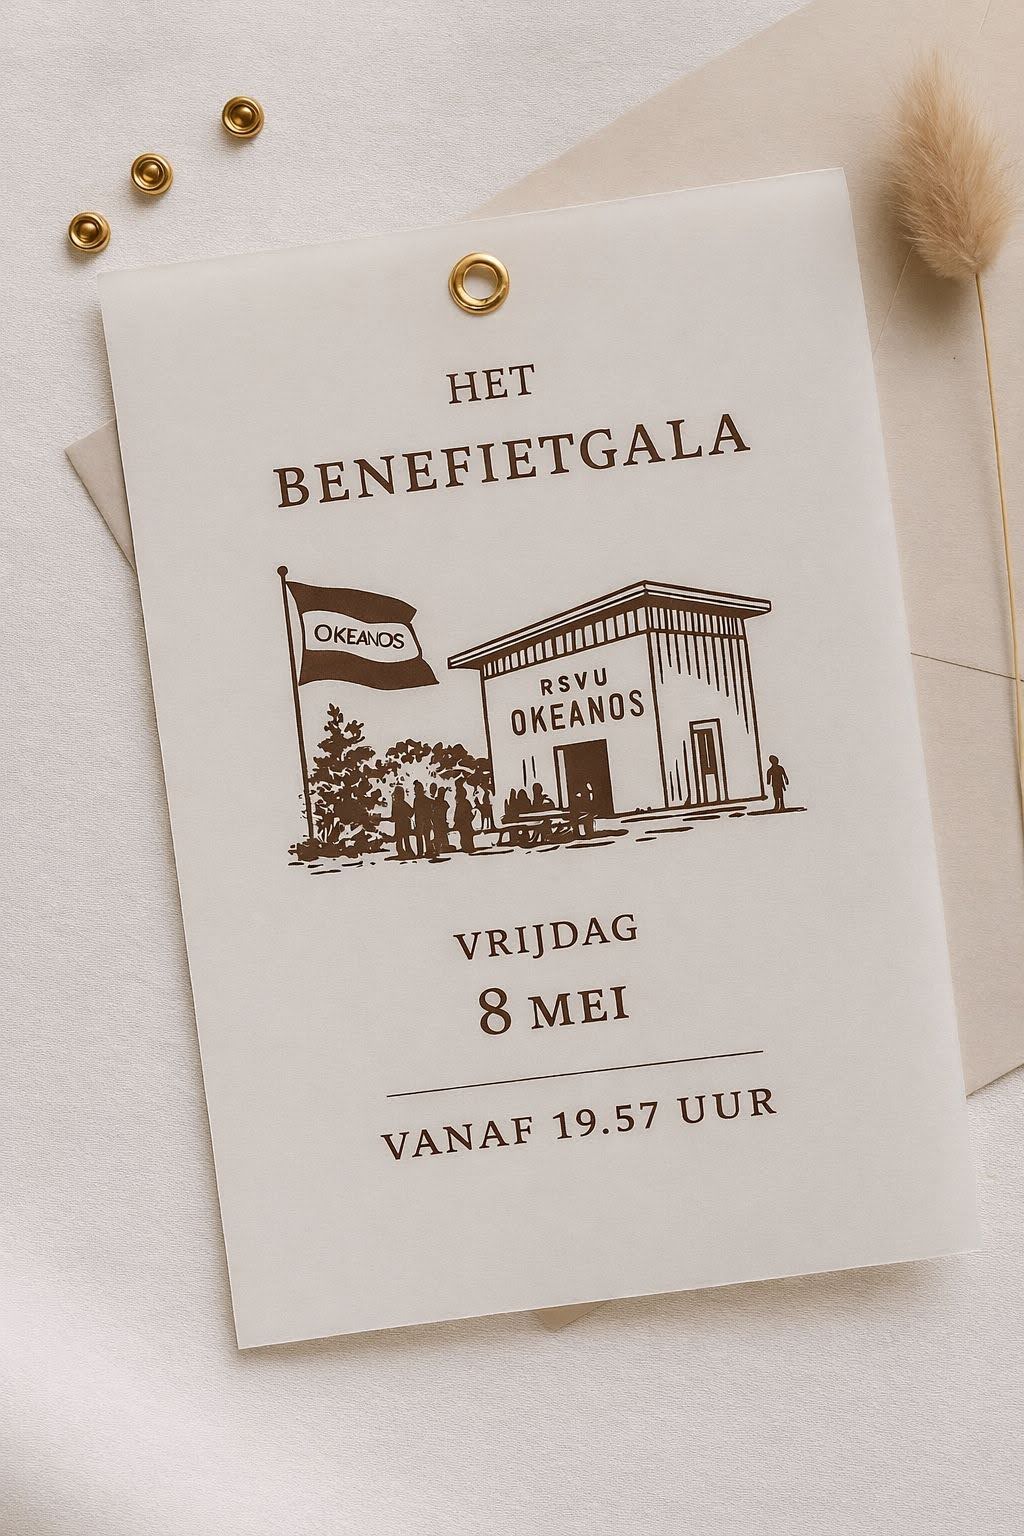 HET
BENEFIETGALA
OKEANOS
RSVU
OKEANOS
VRIJDAG
8 MEI
VANAF 19.57 UUR